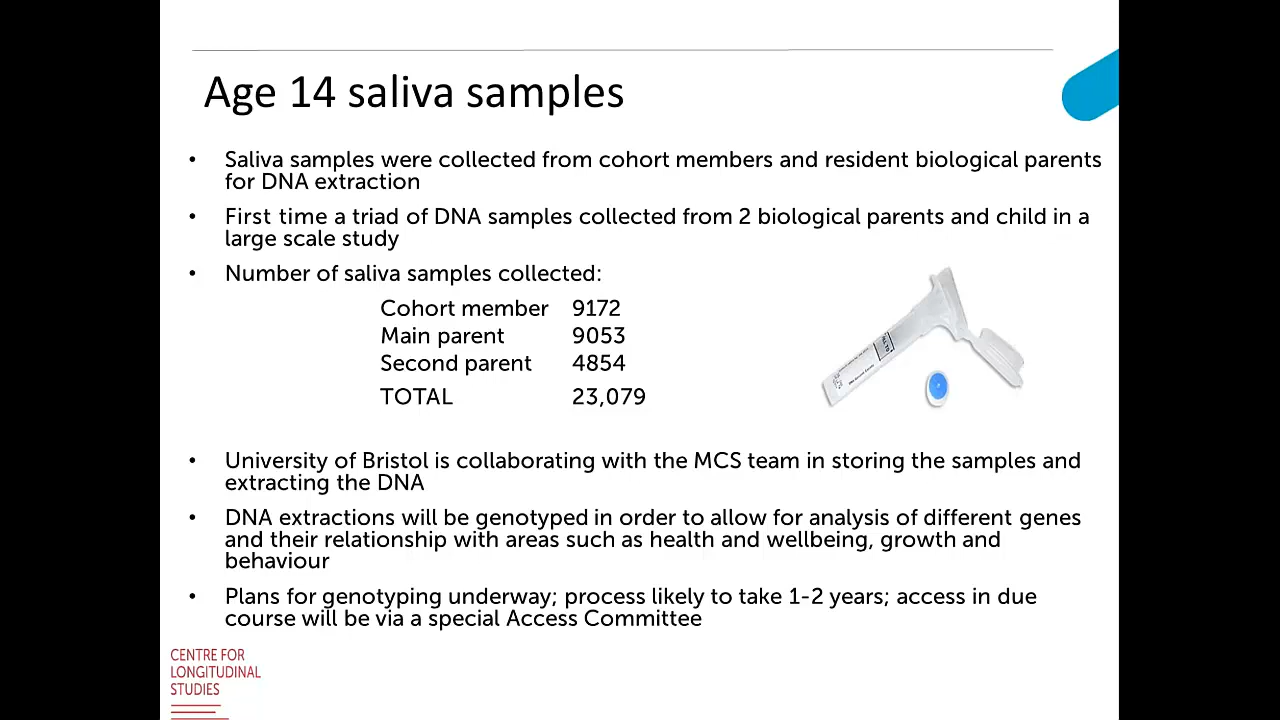 Age 14 saliva samples
• Saliva samples were collected from cohort members and resident biological parents
for DNA extraction
• First time a triad of DNA samples collected from 2 biological parents and child in a
large scale study
• Number of saliva samples collected:
Cohort member 9172
Main parent 9053
Second parent 4854
TOTAL 23,079
• University of Bristol is collaborating with the MCS team in storing the samples and
extracting the DNA
• DNA extractions will be genotyped in order to allow for analysis of different genes
and their relationship with areas such as health and wellbeing, growth and
behaviour
• Plans for genotyping underway; process likely to take 1-2 years; access in due
course will be via a special Access Committee
CENTRE FOR
LONGITUDINAL
STUDIES